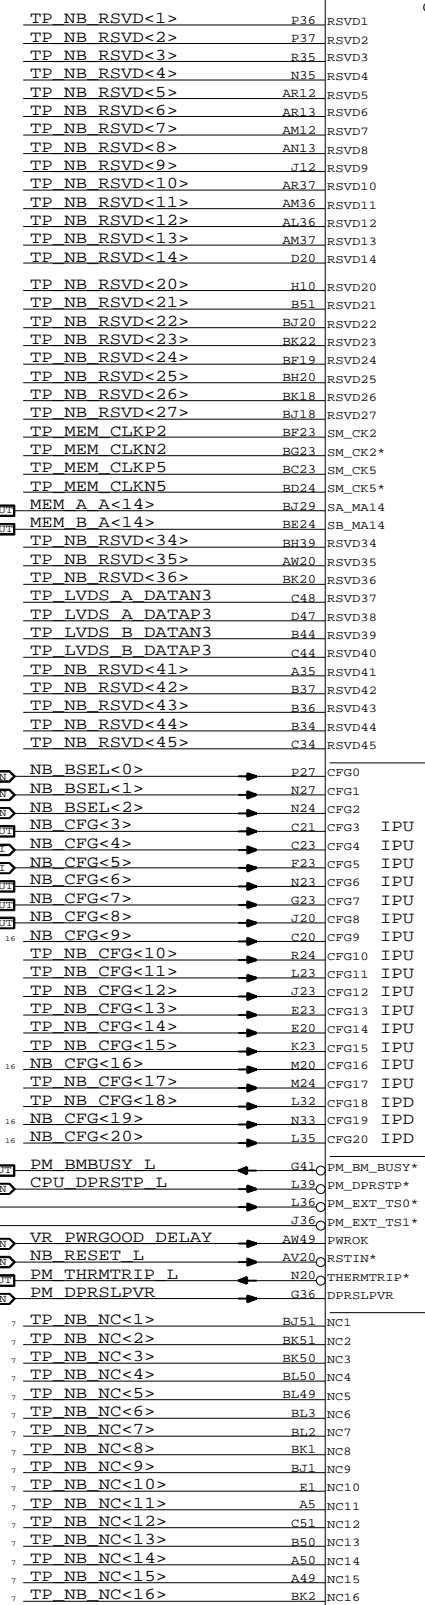 TP_NB_RSVD<1> P36 RSVD1
TP_NB_RSVD<2> P37 RSVD2
TP_NB_RSVD<3> R35 RSVD3
TP_NB_RSVD<4> N35 RSVD4
TP_NB_RSVD<5> AR12 RSVD5
TP_NB_RSVD<6> AR13 RSVD6
TP_NB_RSVD<7> AM12 RSVD7
TP_NB_RSVD<8> AN13 RSVD8
TP_NB_RSVD<9> J12 RSVD9
TP_NB_RSVD<10> AR37 RSVD10
TP_NB_RSVD<11> AM36 RSVD11
TP_NB_RSVD<12> AL36 RSVD12
TP_NB_RSVD<13> AM37 RSVD13
TP_NB_RSVD<14> D20 RSVD14
TP_NB_RSVD<20> H10 RSVD20
TP_NB_RSVD<21> B51 RSVD21
TP_NB_RSVD<22> BJ20 RSVD22
TP_NB_RSVD<23> BK22 RSVD23
TP_NB_RSVD<24> BF19 RSVD24
TP_NB_RSVD<25> BH20 RSVD25
TP_NB_RSVD<26> BK18 RSVD26
TP_NB_RSVD<27> BJ18 RSVD27
TP_MEM_CLKP2 BF23 SM_CK2
TP_MEM_CLKN2 BG23 SM_CK2*
TP_MEM_CLKP5 BC23 SM_CK5
TP_MEM_CLKN5 BD24 SM_CK5*
MEM_A_A<14> BJ29 SA_MA14
MEM_B_A<14> BE24 SB_MA14
TP_NB_RSVD<34> BH39 RSVD34
TP_NB_RSVD<35> AW20 RSVD35
TP_NB_RSVD<36> BK20 RSVD36
TP_LVDS_A_DATAN3 C48 RSVD37
TP_LVDS_A_DATAP3 D47 RSVD38
TP_LVDS_B_DATAN3 B44 RSVD39
TP_LVDS_B_DATAP3 C44 RSVD40
TP_NB_RSVD<41> A35 RSVD41
TP_NB_RSVD<42> B37 RSVD42
TP_NB_RSVD<43> B36 RSVD43
TP_NB_RSVD<44> B34 RSVD44
TP_NB_RSVD<45> C34 RSVD45
NB_BSEL<0> P27 CFG0
NB_BSEL<1> N27 CFG1
NB_BSEL<2> N24 CFG2
NB_CFG<3> C21 CFG3 IPU
NB_CFG<4> C23 CFG4 IPU
NB_CFG<5> F23 CFG5 IPU
NB_CFG<6> N23 CFG6 IPU
NB_CFG<7> G23 CFG7 IPU
NB_CFG<8> J20 CFG8 IPU
16 NB_CFG<9> C20 CFG9 IPU
TP_NB_CFG<10> R24 CFG10 IPU
TP_NB_CFG<11> L23 CFG11 IPU
TP_NB_CFG<12> J23 CFG12 IPU
TP_NB_CFG<13> E23 CFG13 IPU
TP_NB_CFG<14> E20 CFG14 IPU
TP_NB_CFG<15> K23 CFG15 IPU
16 NB_CFG<16> M20 CFG16 IPU
TP_NB_CFG<17> M24 CFG17 IPU
TP_NB_CFG<18> L32 CFG18 IPD
16 NB_CFG<19> N33 CFG19 IPD
16 NB_CFG<20> L35 CFG20 IPD
PM_BMBUSY_L G41 PM_BM_BUSY*
CPU_DPRSTP_L L39 PM_DPRSTP*
L36 PM_EXT_TS0*
J36 PM_EXT_TS1*
VR_PWRGOOD_DELAY AW49 PWROK
NB_RESET_L AV20 RSTIN*
PM_THRMTRIP_L N20 THERMTRIP*
PM_DPRSLPVR G36 DPRSLPVR
7 TP_NB_NC<1> BJ51 NC1
7 TP_NB_NC<2> BK51 NC2
7 TP_NB_NC<3> BK50 NC3
7 TP_NB_NC<4> BL50 NC4
7 TP_NB_NC<5> BL49 NC5
7 TP_NB_NC<6> BL3 NC6
7 TP_NB_NC<7> BL2 NC7
7 TP_NB_NC<8> BK1 NC8
7 TP_NB_NC<9> BJ1 NC9
7 TP_NB_NC<10> E1 NC10
7 TP_NB_NC<11> A5 NC11
7 TP_NB_NC<12> C51 NC12
7 TP_NB_NC<13> B50 NC13
7 TP_NB_NC<14> A50 NC14
7 TP_NB_NC<15> A49 NC15
7 TP_NB_NC<16> BK2 NC16